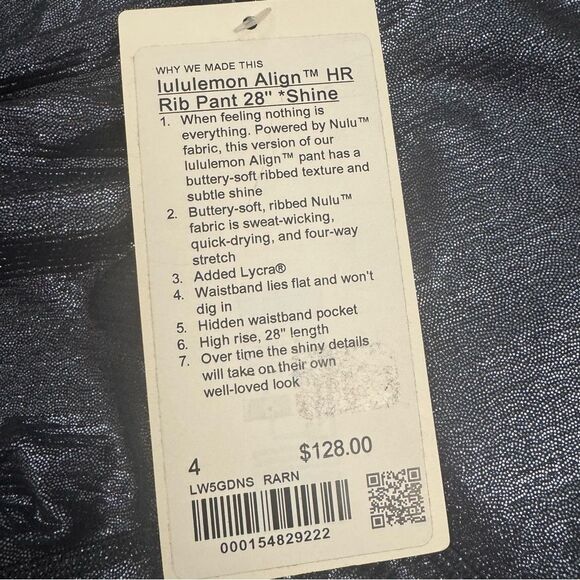 WHY WE MADE THIS
lululemon Align™ HR
Rib Pant 28" *Shine
1. When feeling nothing is
everything. Powered by Nulu™
fabric, this version of our
lululemon Align™ pant has a
buttery-soft ribbed texture and
subtle shine
2. Buttery-soft, ribbed Nulu™
fabric is sweat-wicking,
quick-drying, and four-way
stretch
3. Added Lycra®
4. Waistband lies flat and won't
dig in
5. Hidden waistband pocket
6. High rise, 28" length
7. Over time the shiny details
will take on their own
well-loved look
4 $128.00
LW5GDNS RARN
000154829222